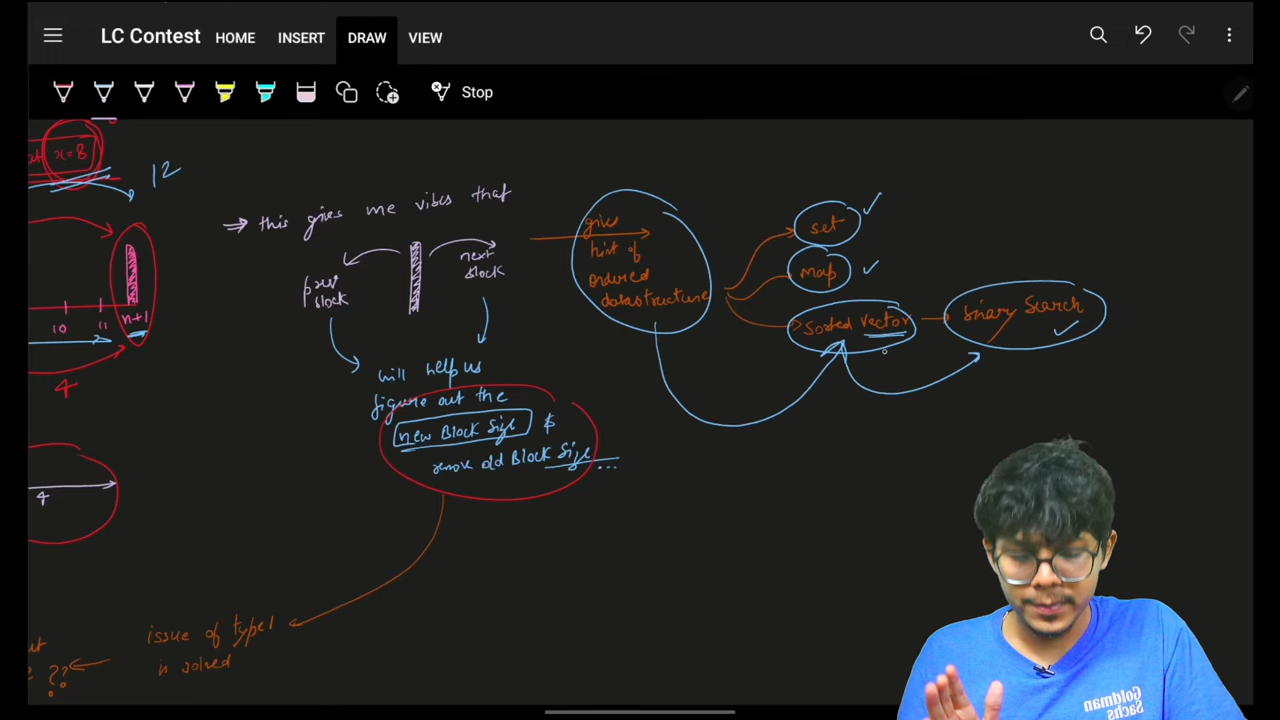 LC Contest HOME INSERT DRAW VIEW
Stop
at x=B
12
⇒ this gives me vibes that
prev block
next block
10 11 n+1
4
4
will help us
figure out the
new Block Size &
remove old Block Size ...
issue of type1
is solved
??
gives
hint of
ordered
datastructure
set
map
Sorted vector
Binary Search
Goldman
Sachs